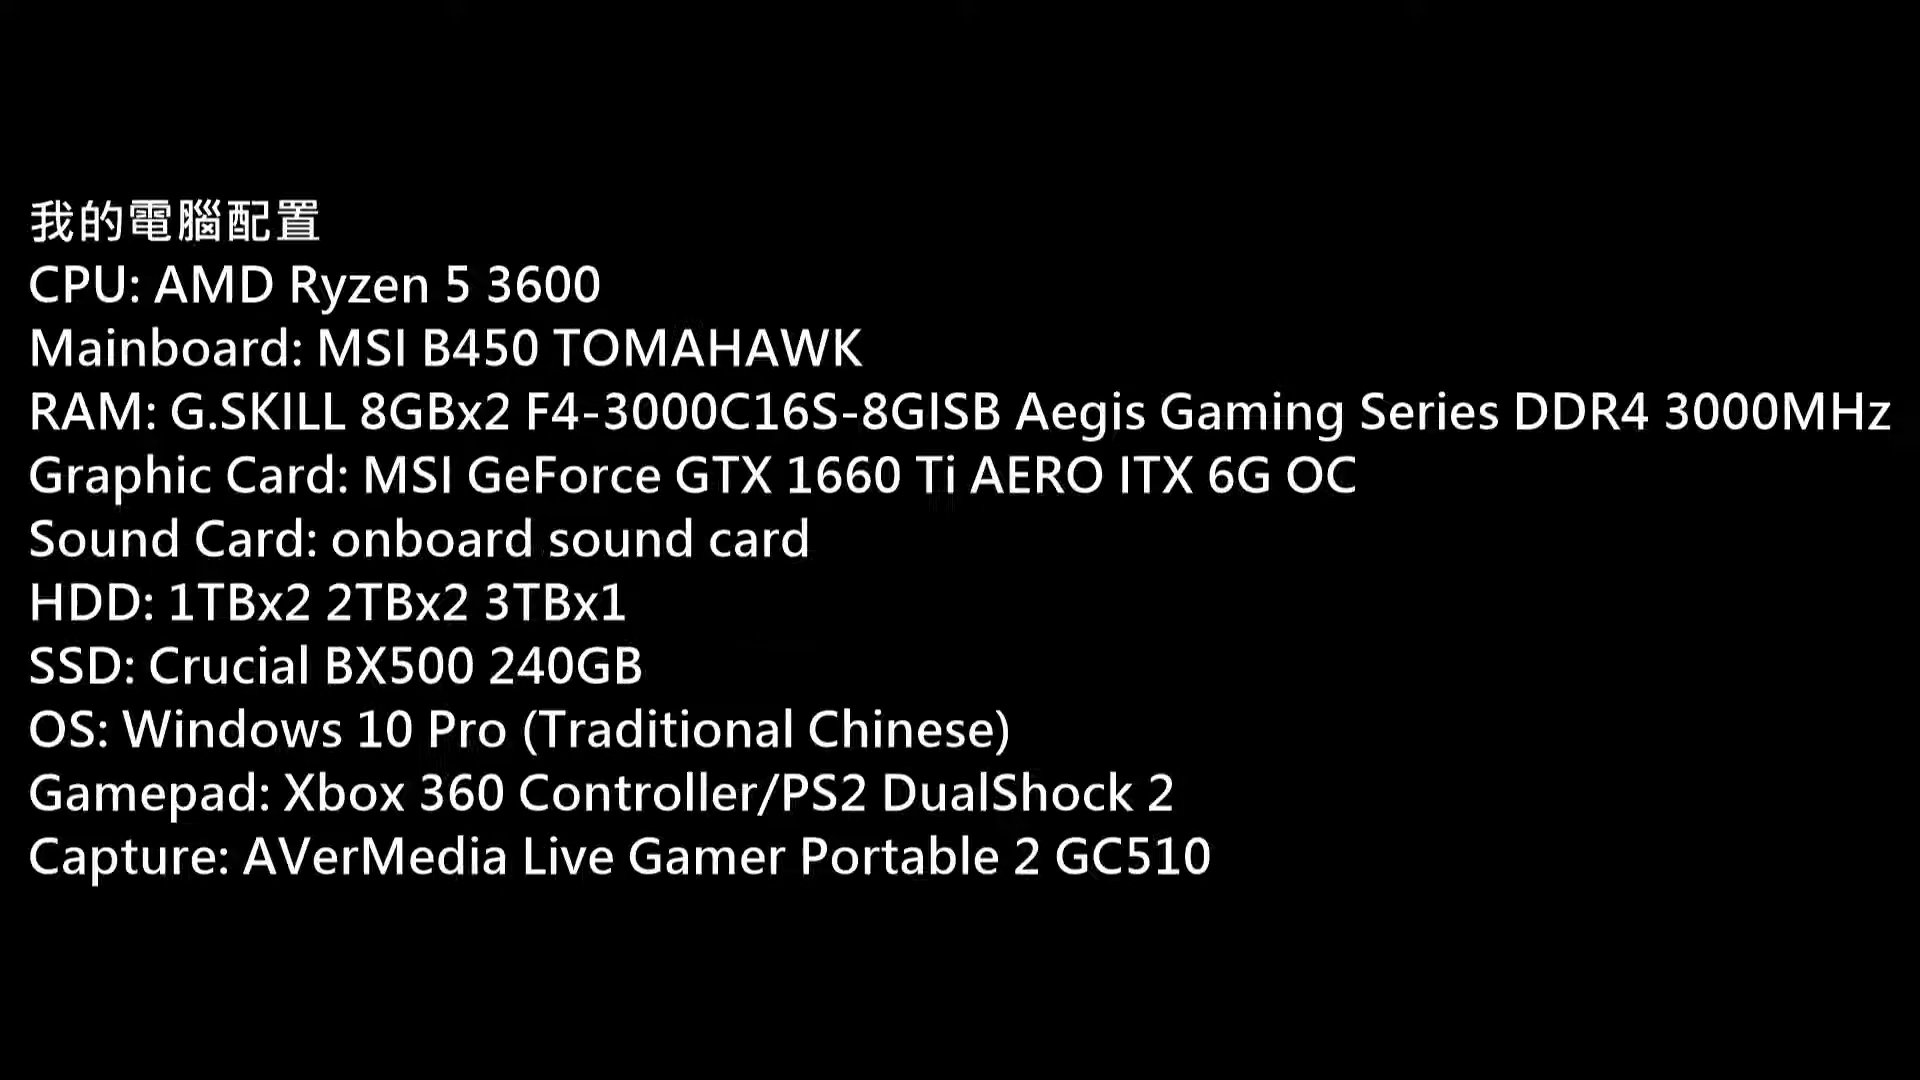 我的電腦配置
CPU: AMD Ryzen 5 3600
Mainboard: MSI B450 TOMAHAWK
RAM: G.SKILL 8GBx2 F4-3000C16S-8GISB Aegis Gaming Series DDR4 3000MHz
Graphic Card: MSI GeForce GTX 1660 Ti AERO ITX 6G OC
Sound Card: onboard sound card
HDD: 1TBx2 2TBx2 3TBx1
SSD: Crucial BX500 240GB
OS: Windows 10 Pro (Traditional Chinese)
Gamepad: Xbox 360 Controller/PS2 DualShock 2
Capture: AVerMedia Live Gamer Portable 2 GC510